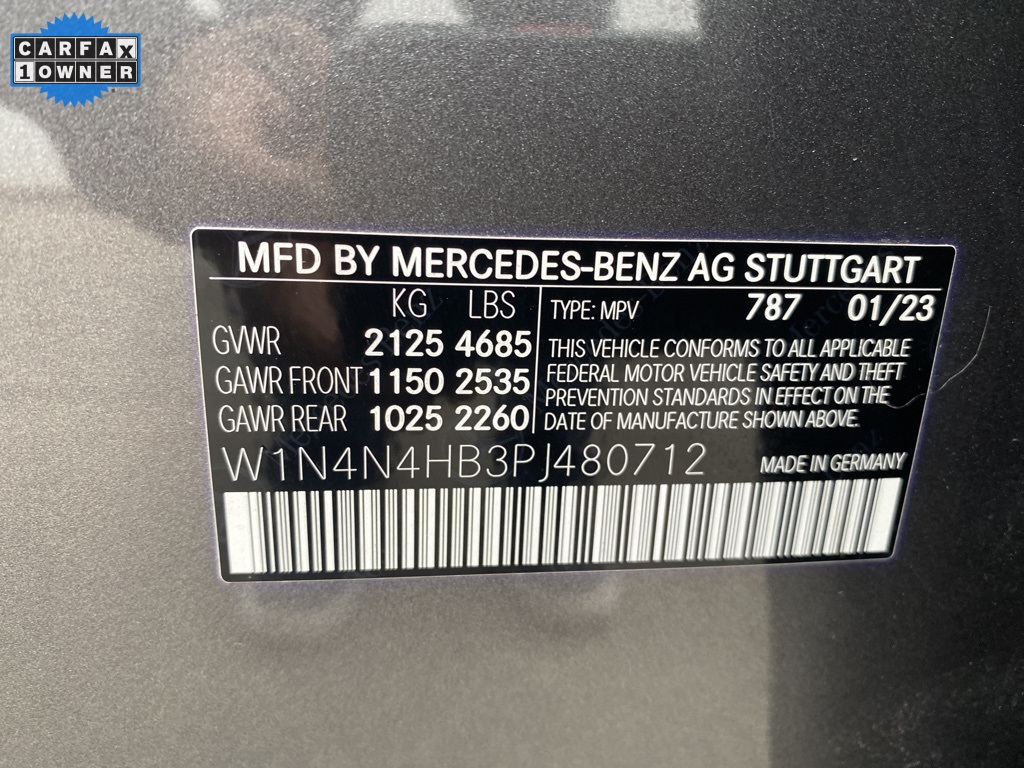 CARFAX
1 OWNER
MFD BY MERCEDES-BENZ AG STUTTGART
KG LBS
GVWR 2125 4685
GAWR FRONT 1150 2535
GAWR REAR 1025 2260
TYPE: MPV 787 01/23
THIS VEHICLE CONFORMS TO ALL APPLICABLE
FEDERAL MOTOR VEHICLE SAFETY AND THEFT
PREVENTION STANDARDS IN EFFECT ON THE
DATE OF MANUFACTURE SHOWN ABOVE.
W1N4N4HB3PJ480712 MADE IN GERMANY